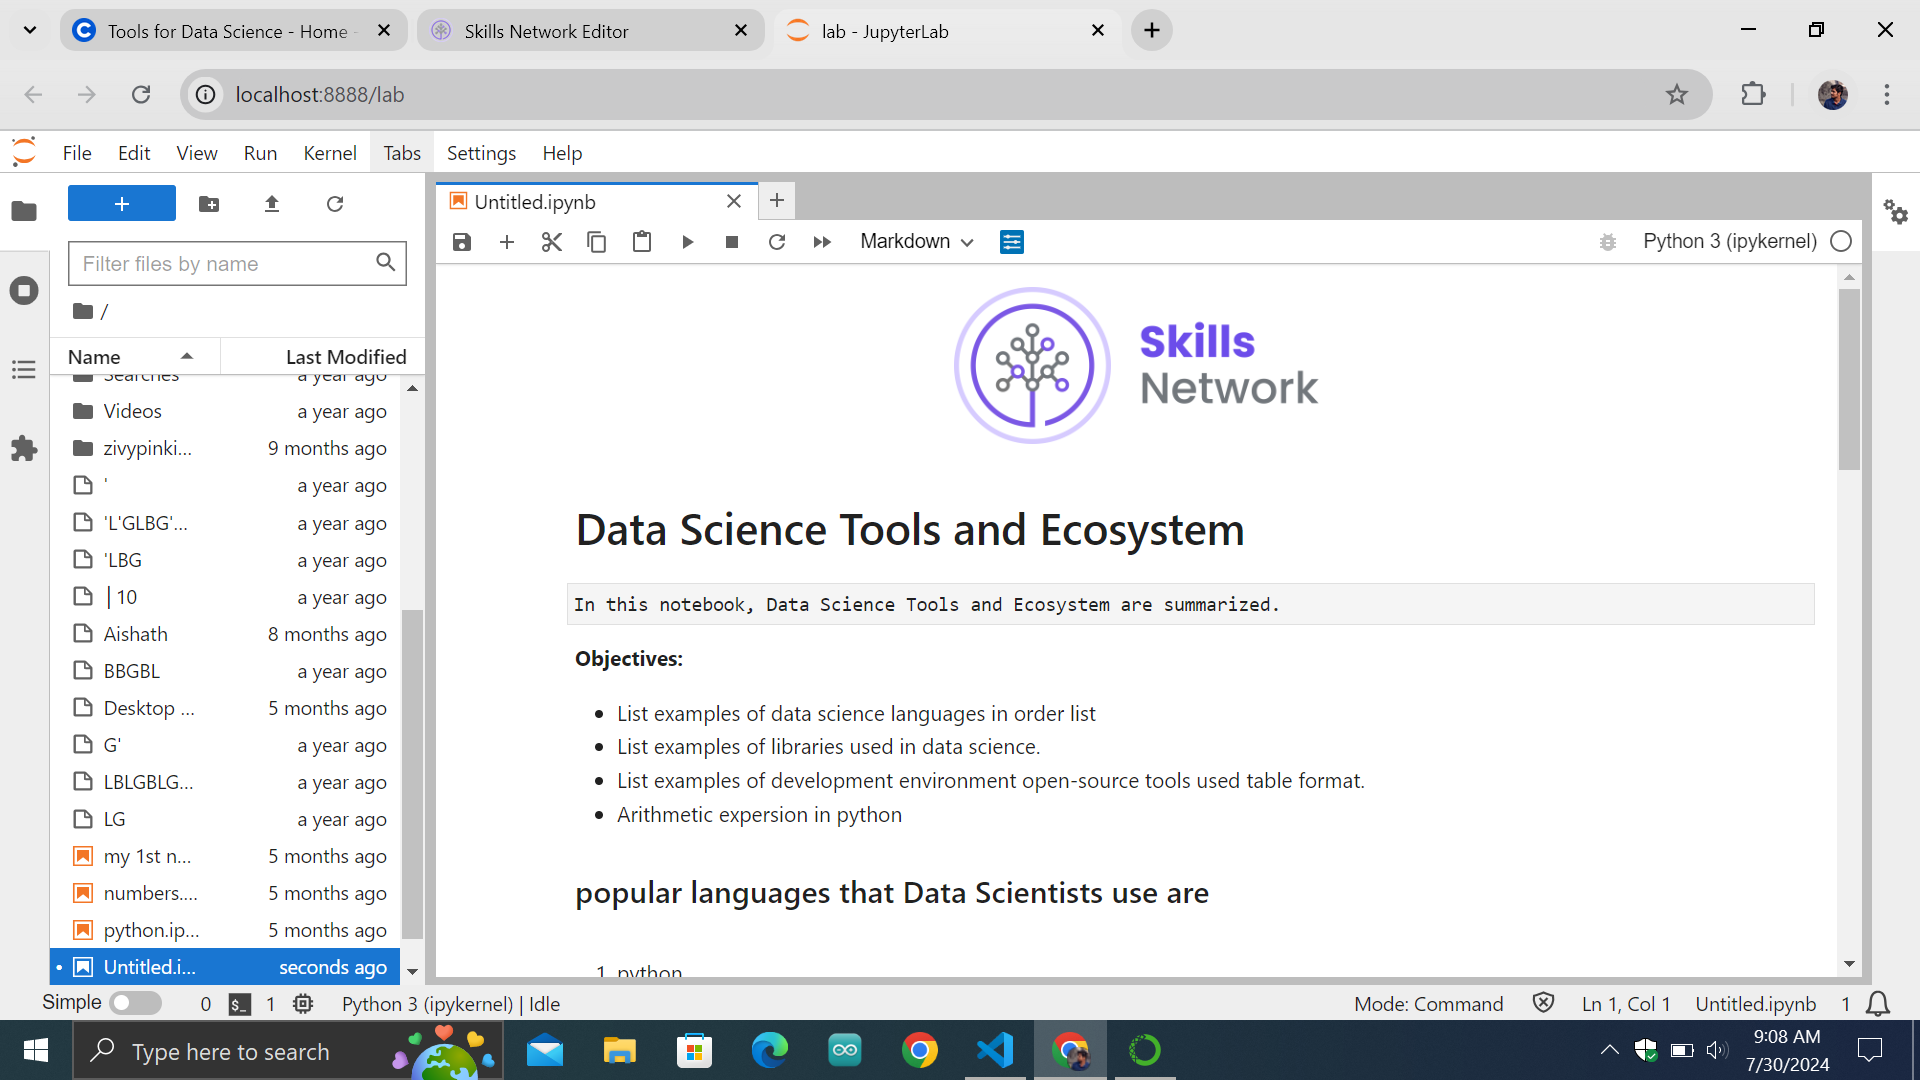 Tools for Data Science - Home -
Skills Network Editor
lab - JupyterLab
localhost:8888/lab
File Edit View Run Kernel Tabs Settings Help
Untitled.ipynb
Filter files by name
Markdown
Python 3 (ipykernel)
/
Name Last Modified
Searches a year ago
Videos a year ago
zivypinki... 9 months ago
' a year ago
'L'GLBG'... a year ago
'LBG a year ago
| 10 a year ago
Aishath 8 months ago
BBGBL a year ago
Desktop ... 5 months ago
G' a year ago
LBLGBLG... a year ago
LG a year ago
my 1st n... 5 months ago
numbers.... 5 months ago
python.ip... 5 months ago
Untitled.i... seconds ago
Skills
Network
Data Science Tools and Ecosystem
In this notebook, Data Science Tools and Ecosystem are summarized.
Objectives:
• List examples of data science languages in order list
• List examples of libraries used in data science.
• List examples of development environment open-source tools used table format.
• Arithmetic expersion in python
popular languages that Data Scientists use are
1. python
Simple 0 $_ 1 Python 3 (ipykernel) | Idle
Mode: Command Ln 1, Col 1 Untitled.ipynb 1
Type here to search
9:08 AM
7/30/2024